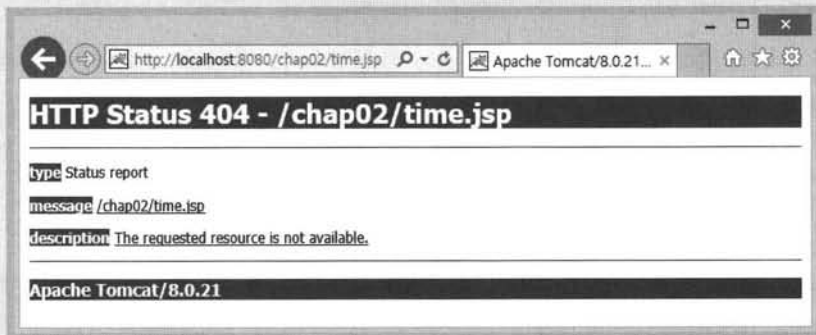 http://localhost:8080/chap02/time.jsp
Apache Tomcat/8.0.21...
HTTP Status 404 - /chap02/time.jsp
type Status report
message /chap02/time.jsp
description The requested resource is not available.
Apache Tomcat/8.0.21